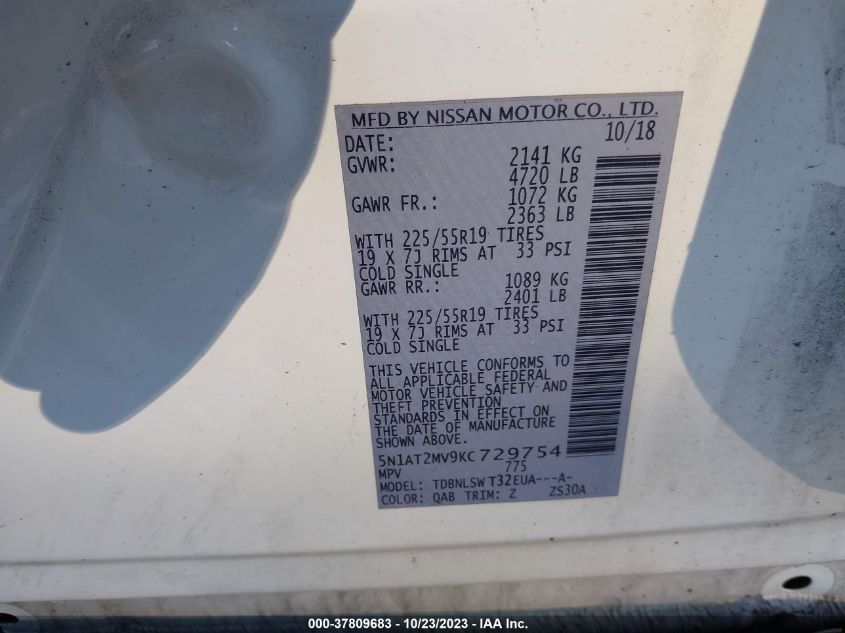 MFD BY NISSAN MOTOR CO., LTD.
DATE: 10/18
GVWR: 2141 KG
4720 LB
GAWR FR.: 1072 KG
2363 LB
WITH 225/55R19 TIRES
19 X 7J RIMS AT 33 PSI
COLD SINGLE
GAWR RR.: 1089 KG
2401 LB
WITH 225/55R19 TIRES
19 X 7J RIMS AT 33 PSI
COLD SINGLE
THIS VEHICLE CONFORMS TO
ALL APPLICABLE FEDERAL
MOTOR VEHICLE SAFETY AND
THEFT PREVENTION
STANDARDS IN EFFECT ON
THE DATE OF MANUFACTURE
SHOWN ABOVE.
5N1AT2MV9KC729754
MPV 775
MODEL: TDBNLSW T32EUA---A-
COLOR: QAB TRIM: Z ZS30A
000-37809683 - 10/23/2023 - IAA Inc.